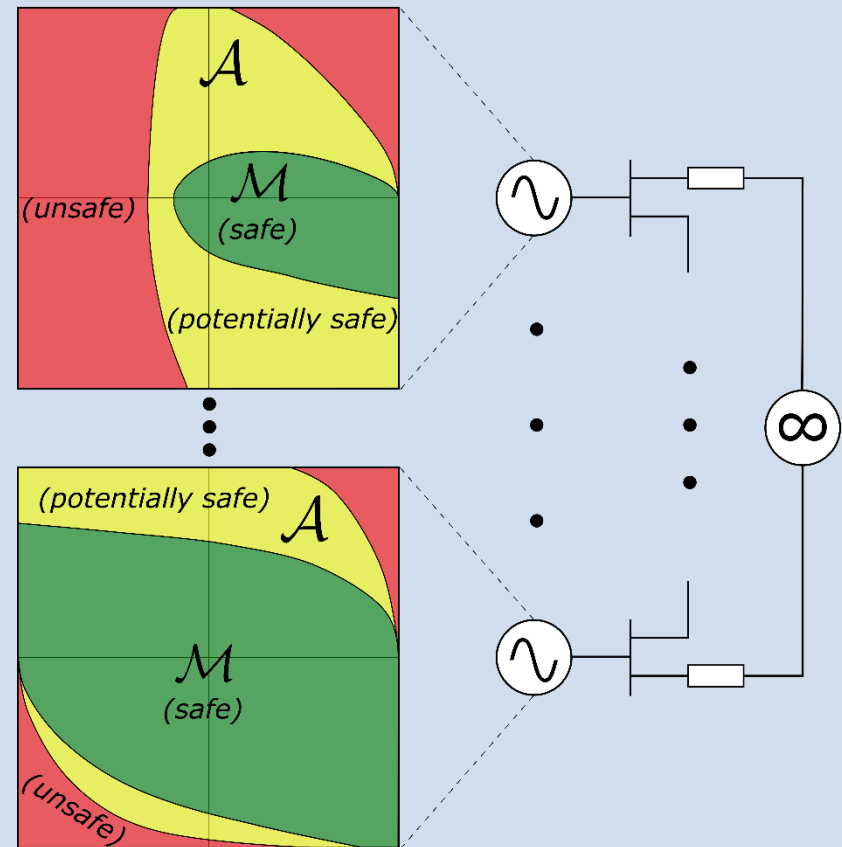 𝒜
ℳ
(unsafe)
(safe)
(potentially safe)
∞
(potentially safe)
𝒜
ℳ
(safe)
(unsafe)